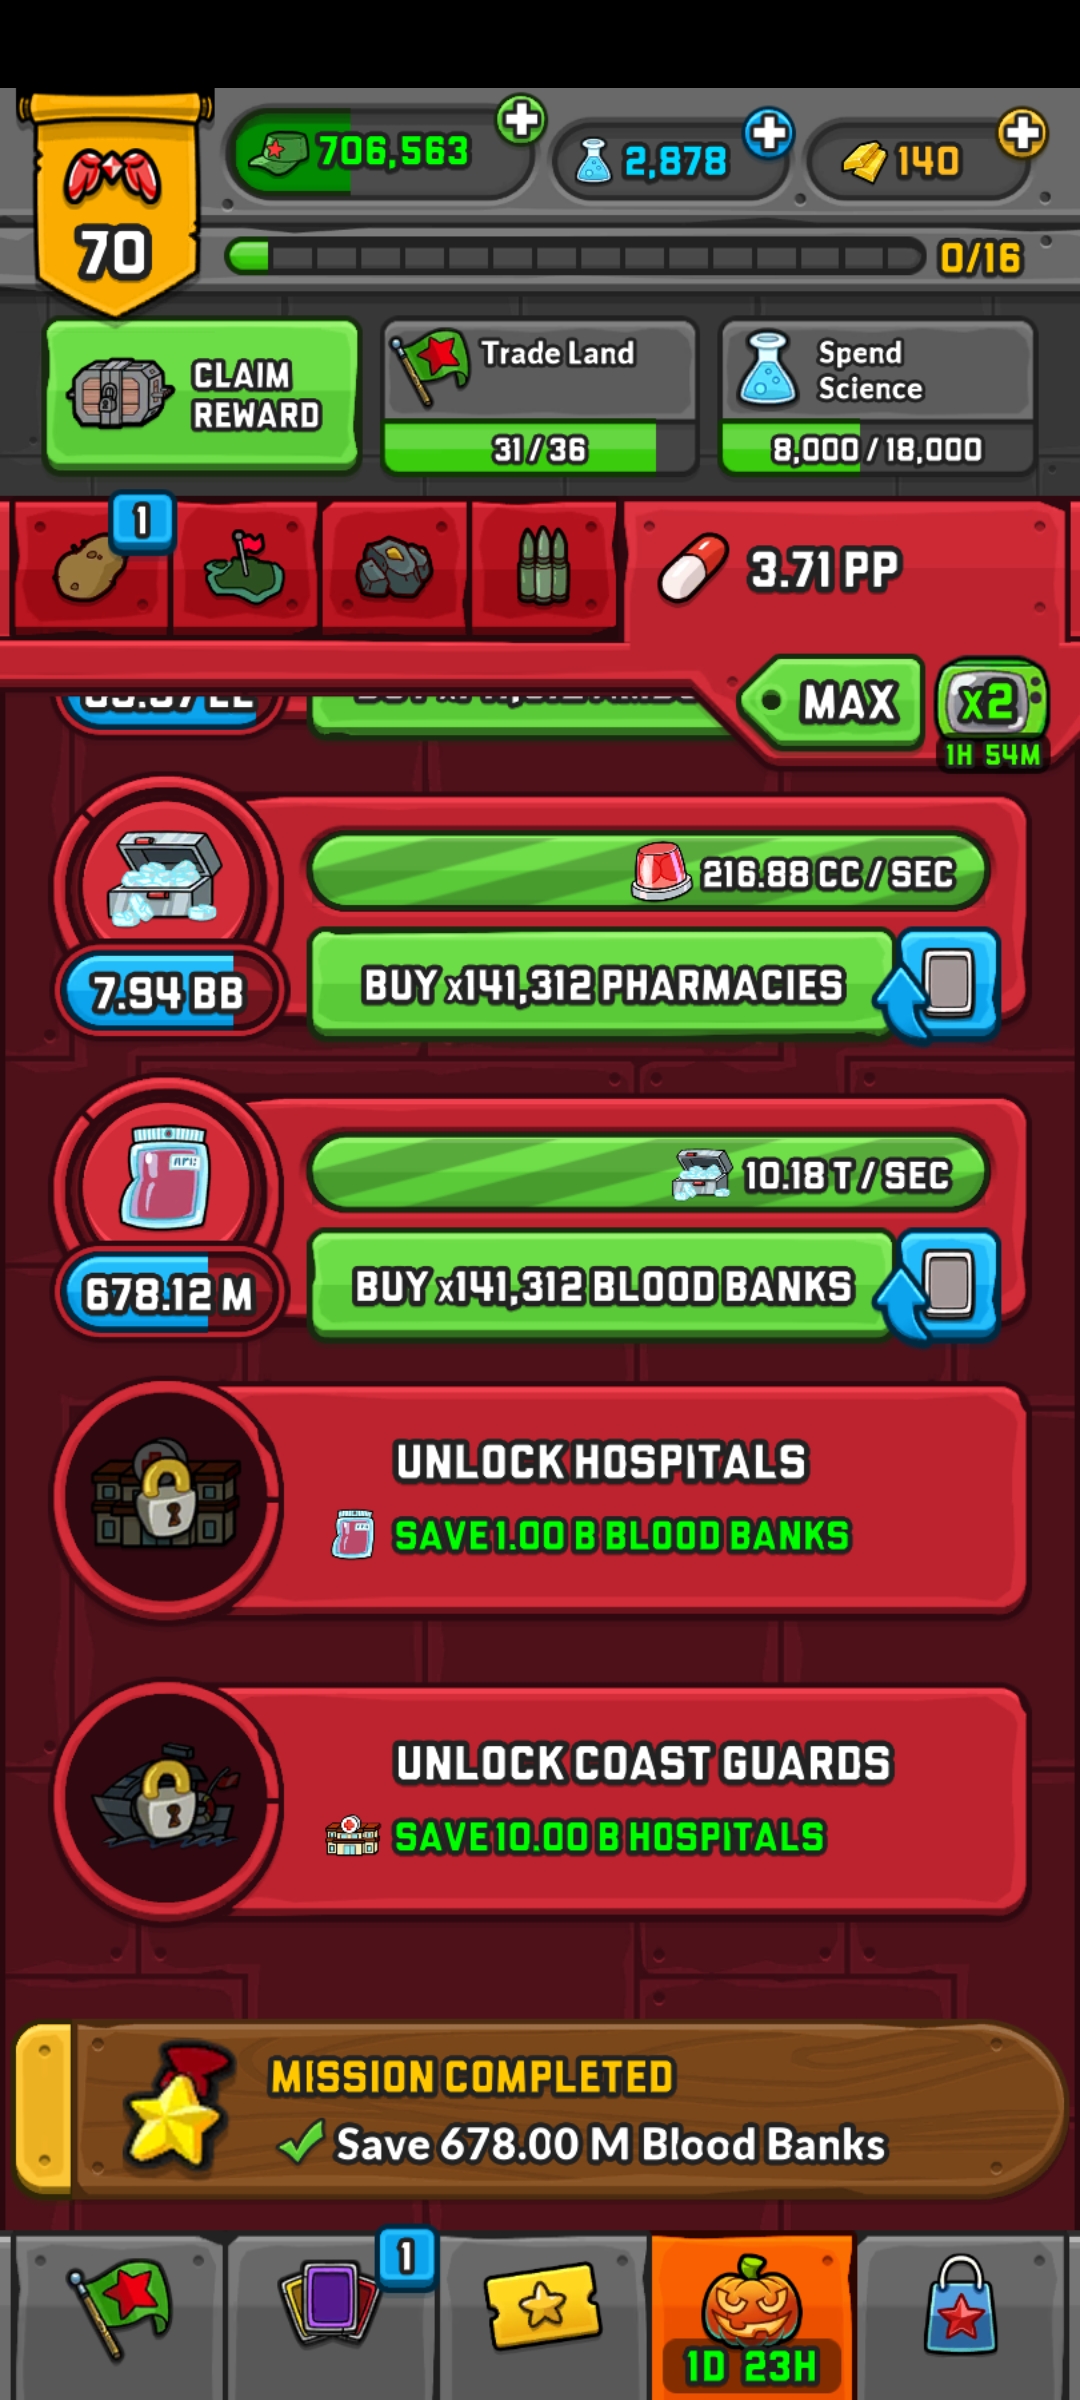 70
706,563
2,878
140
0/16
CLAIM
REWARD
Trade Land
31/36
Spend
Science
8,000/18,000
1
3.71 PP
MAX
x2
1H 54M
216.88 CC/SEC
7.94 BB
BUY x141,312 PHARMACIES
10.18 T/SEC
678.12 M
BUY x141,312 BLOOD BANKS
UNLOCK HOSPITALS
SAVE 1.00 B BLOOD BANKS
UNLOCK COAST GUARDS
SAVE 10.00 B HOSPITALS
MISSION COMPLETED
Save 678.00 M Blood Banks
1
1D 23H